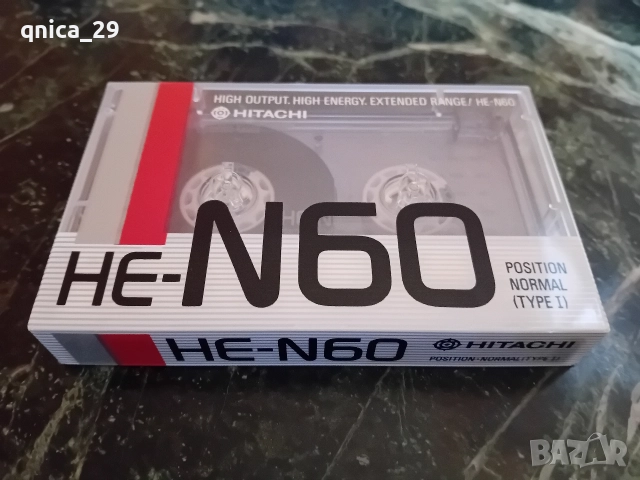 qnica_29
HIGH OUTPUT. HIGH ENERGY. EXTENDED RANGE/ HE-N60
HITACHI
HE-N60
POSITION
NORMAL
(TYPE I)
HE-N60
HITACHI
POSITION•NORMAL(TYPE I)
BAZAR